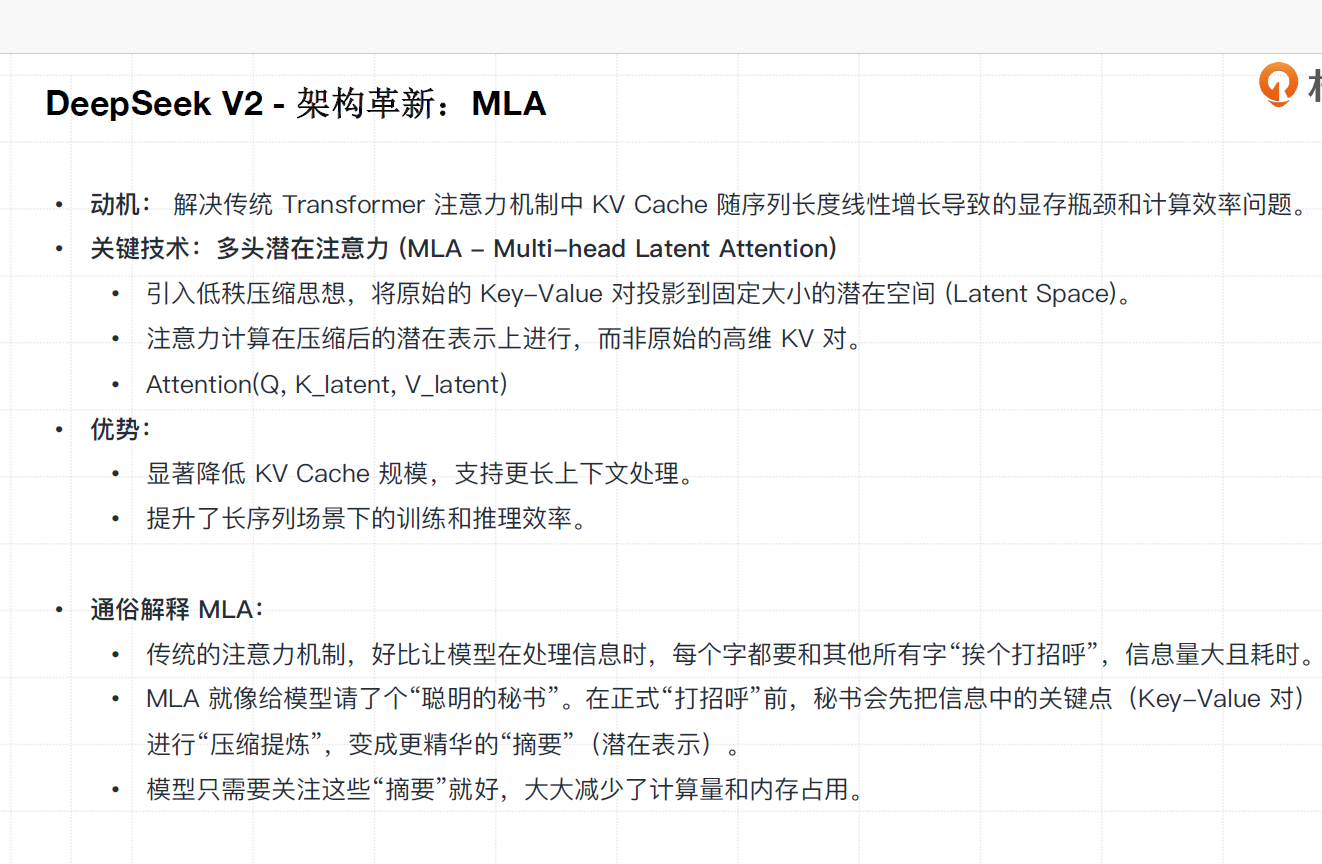 DeepSeek V2 - 架构革新：MLA
• 动机： 解决传统 Transformer 注意力机制中 KV Cache 随序列长度线性增长导致的显存瓶颈和计算效率问题。
• 关键技术：多头潜在注意力 (MLA – Multi-head Latent Attention)
• 引入低秩压缩思想，将原始的 Key-Value 对投影到固定大小的潜在空间 (Latent Space)。
• 注意力计算在压缩后的潜在表示上进行，而非原始的高维 KV 对。
• Attention(Q, K_latent, V_latent)
• 优势：
• 显著降低 KV Cache 规模，支持更长上下文处理。
• 提升了长序列场景下的训练和推理效率。
• 通俗解释 MLA：
• 传统的注意力机制，好比让模型在处理信息时，每个字都要和其他所有字“挨个打招呼”，信息量大且耗时。
• MLA 就像给模型请了个“聪明的秘书”。在正式“打招呼”前，秘书会先把信息中的关键点（Key-Value 对）
进行“压缩提炼”，变成更精华的“摘要”（潜在表示）。
• 模型只需要关注这些“摘要”就好，大大减少了计算量和内存占用。